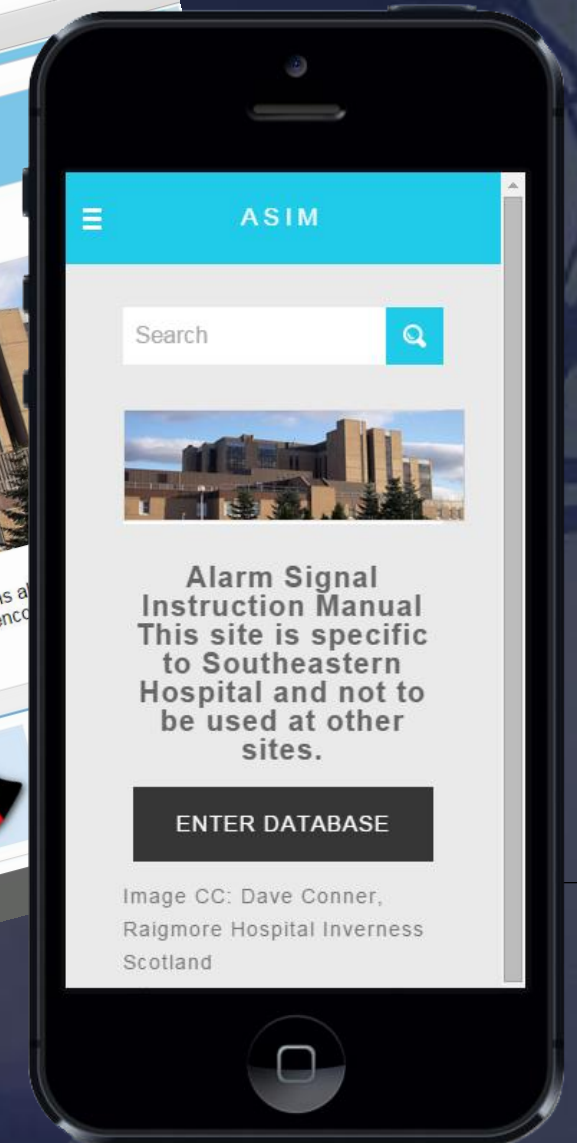 ASIM
Search
Alarm Signal
Instruction Manual
This site is specific
to Southeastern
Hospital and not to
be used at other
sites.
ENTER DATABASE
Image CC: Dave Conner,
Raigmore Hospital Inverness
Scotland